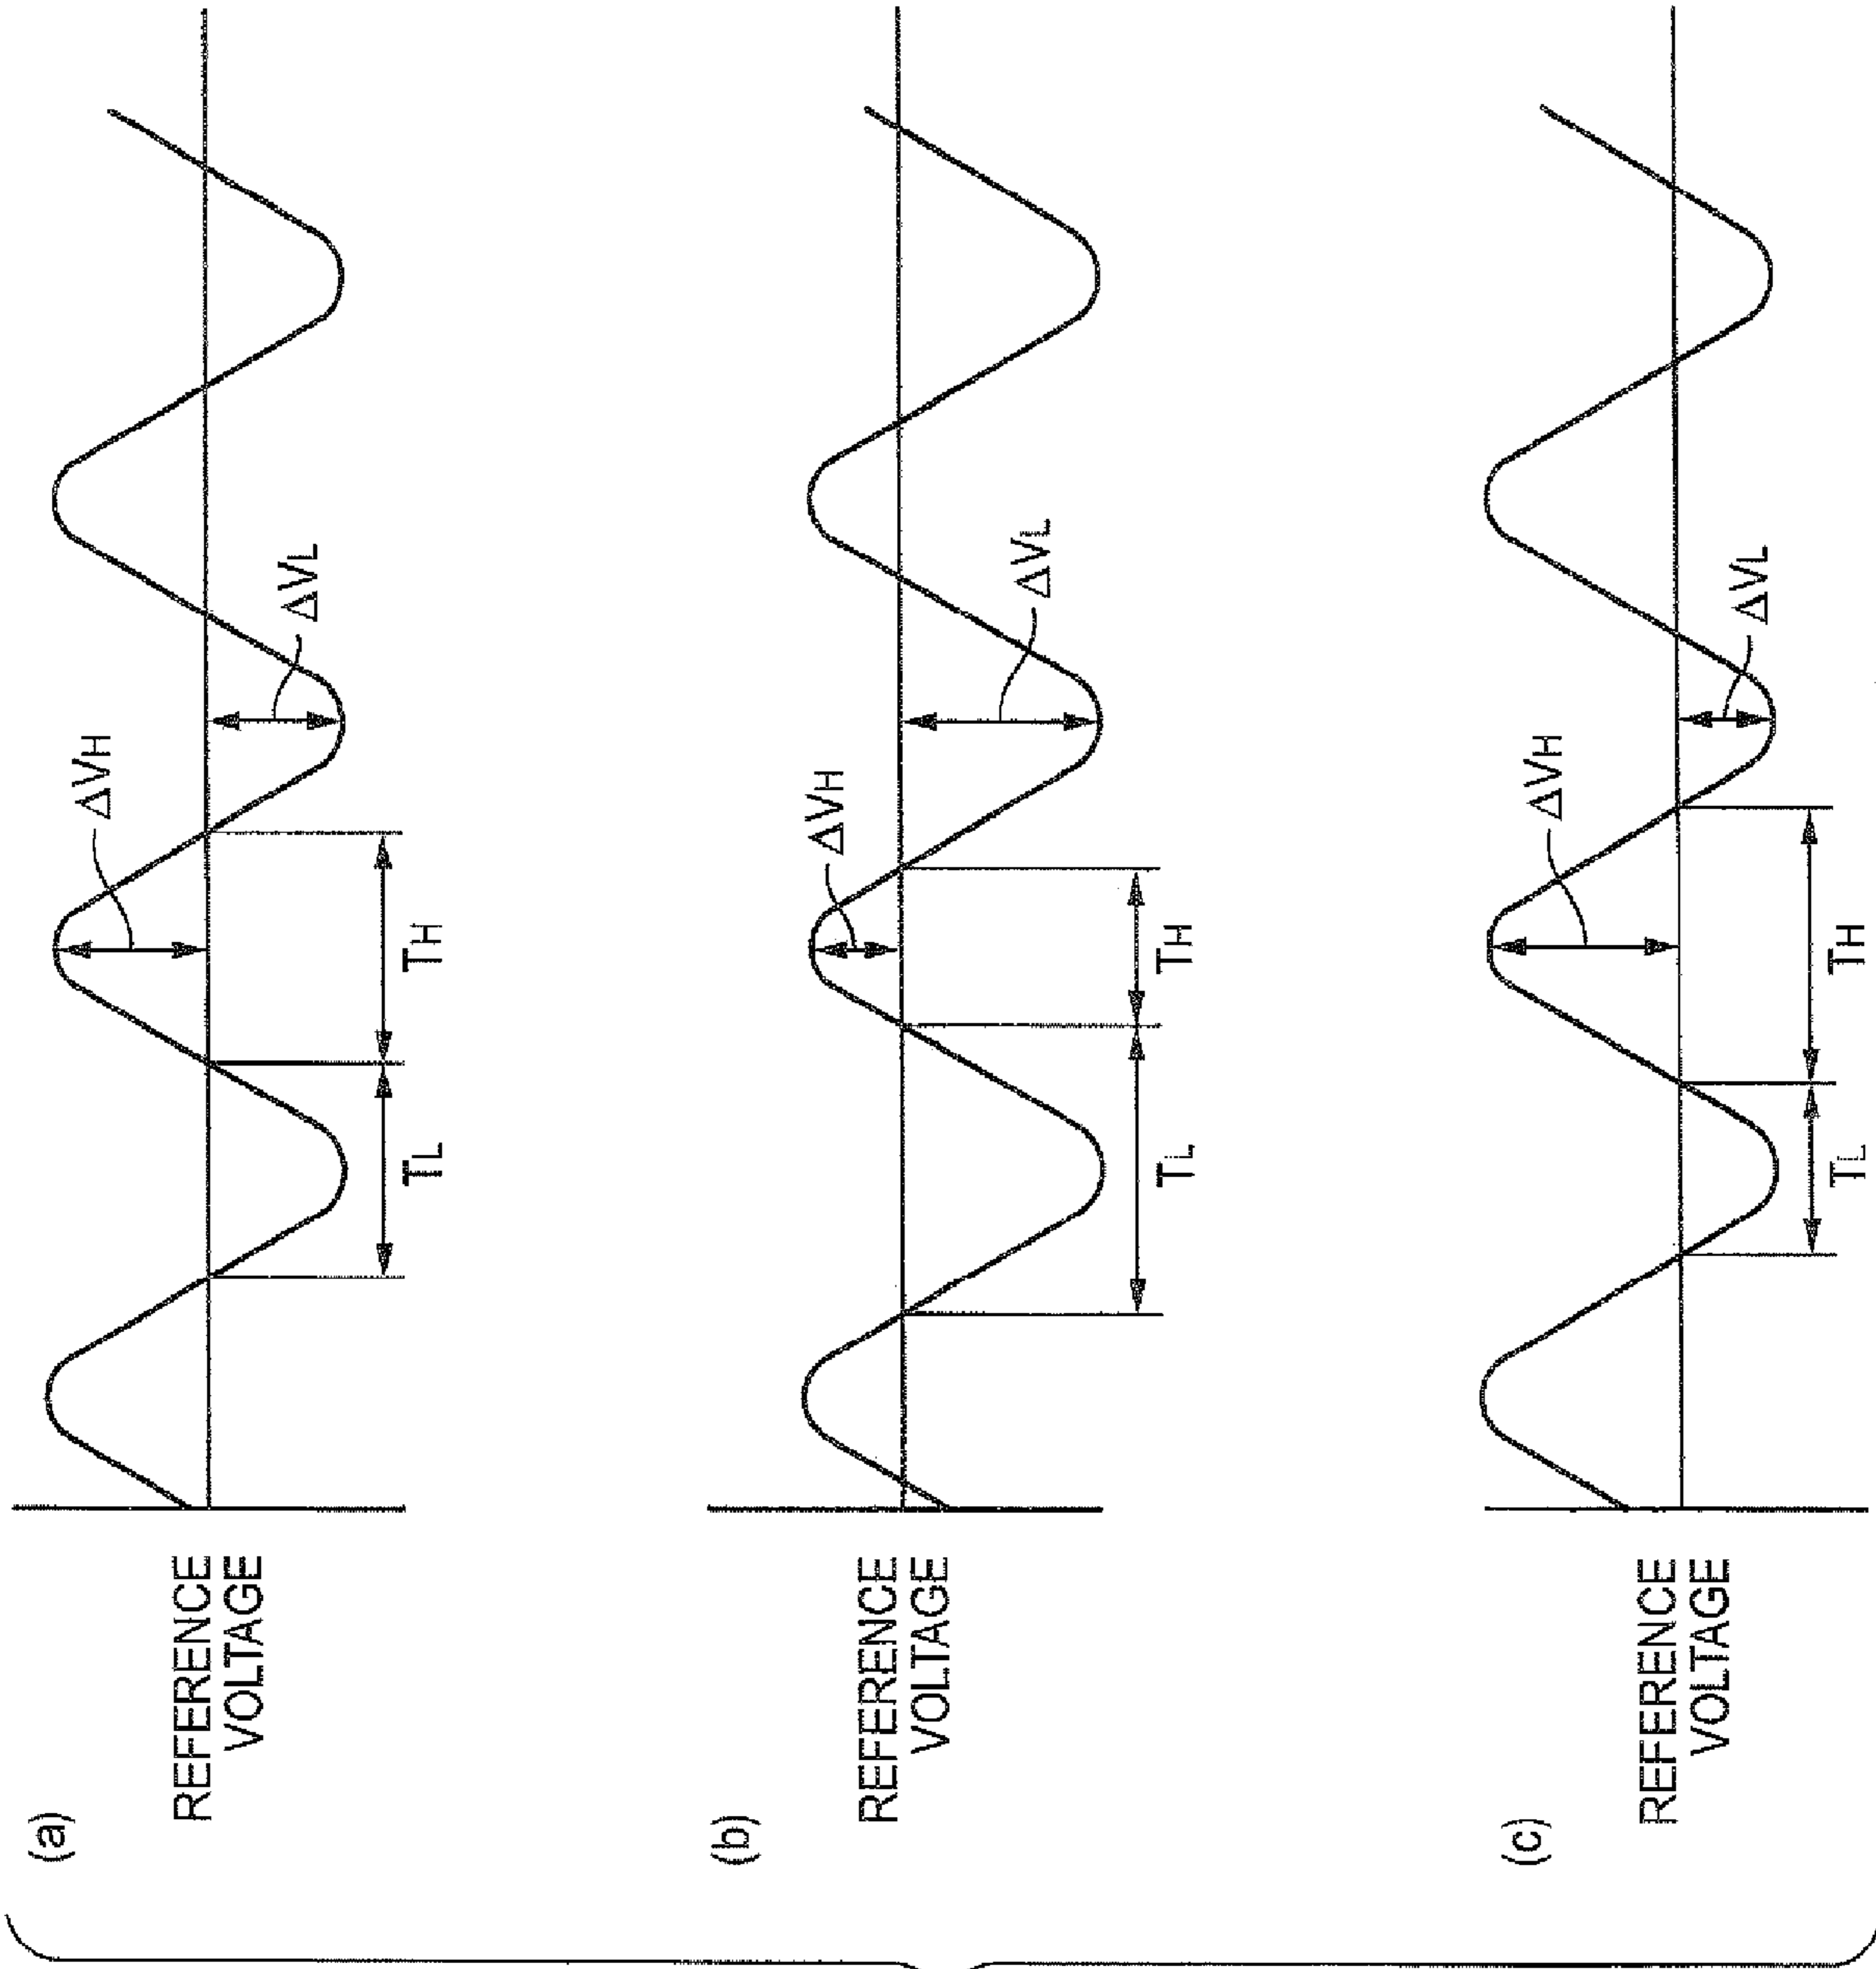 (a)
REFERENCE
VOLTAGE
ΔVH
ΔVL
TL
TH
(b)
REFERENCE
VOLTAGE
ΔVH
ΔVL
TL
TH
(c)
REFERENCE
VOLTAGE
ΔVH
ΔVL
TL
TH